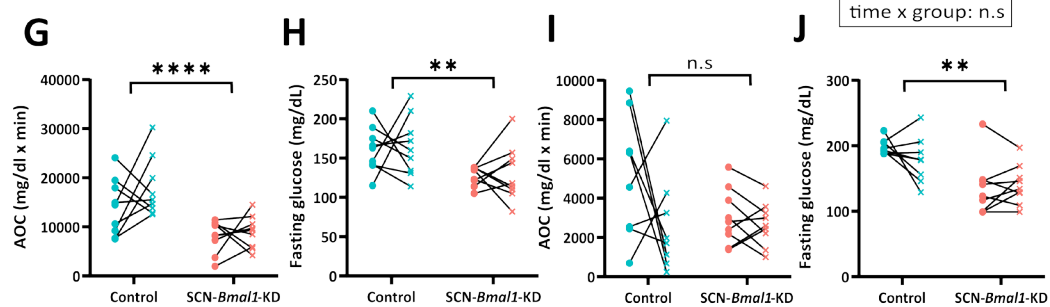 time x group: n.s
G
H
I
J
****
**
n.s
**
AOC (mg/dl x min)
40000
30000
20000
10000
0
Control
SCN-Bmal1-KD
Fasting glucose (mg/dL)
250
200
150
100
50
0
Control
SCN-Bmal1-KD
AOC (mg/dl x min)
10000
8000
6000
4000
2000
0
Control
SCN-Bmal1-KD
Fasting glucose (mg/dL)
300
200
100
0
Control
SCN-Bmal1-KD